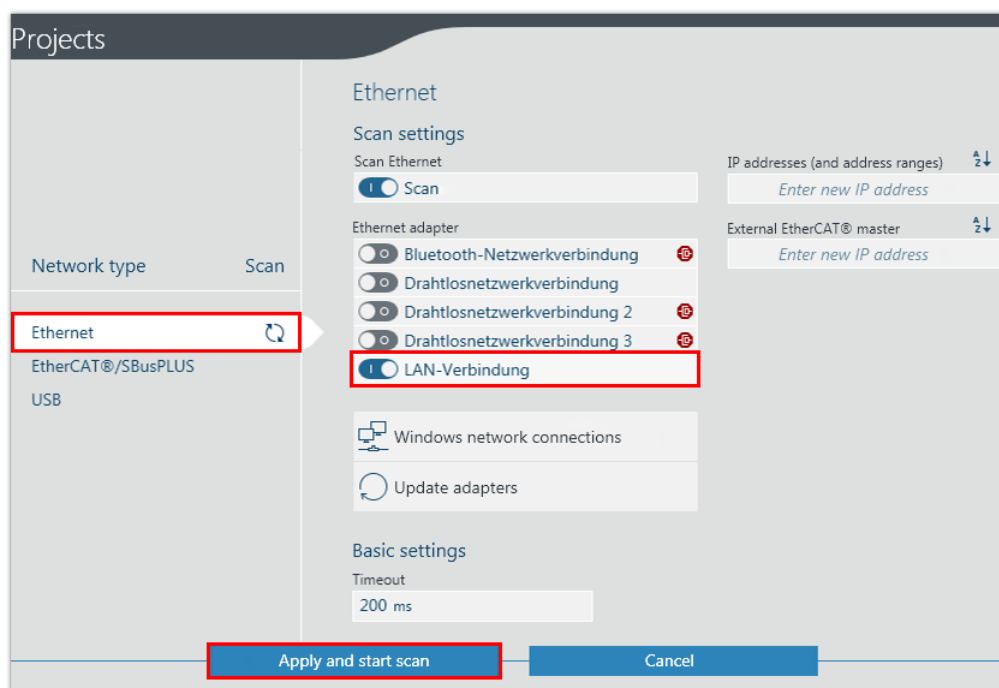 Projects
Network type Scan
Ethernet
EtherCAT®/SBusPLUS
USB
Ethernet
Scan settings
Scan Ethernet
Scan
Ethernet adapter
Bluetooth-Netzwerkverbindung
Drahtlosnetzwerkverbindung
Drahtlosnetzwerkverbindung 2
Drahtlosnetzwerkverbindung 3
LAN-Verbindung
Windows network connections
Update adapters
Basic settings
Timeout
200 ms
IP addresses (and address ranges)
Enter new IP address
External EtherCAT® master
Enter new IP address
Apply and start scan
Cancel